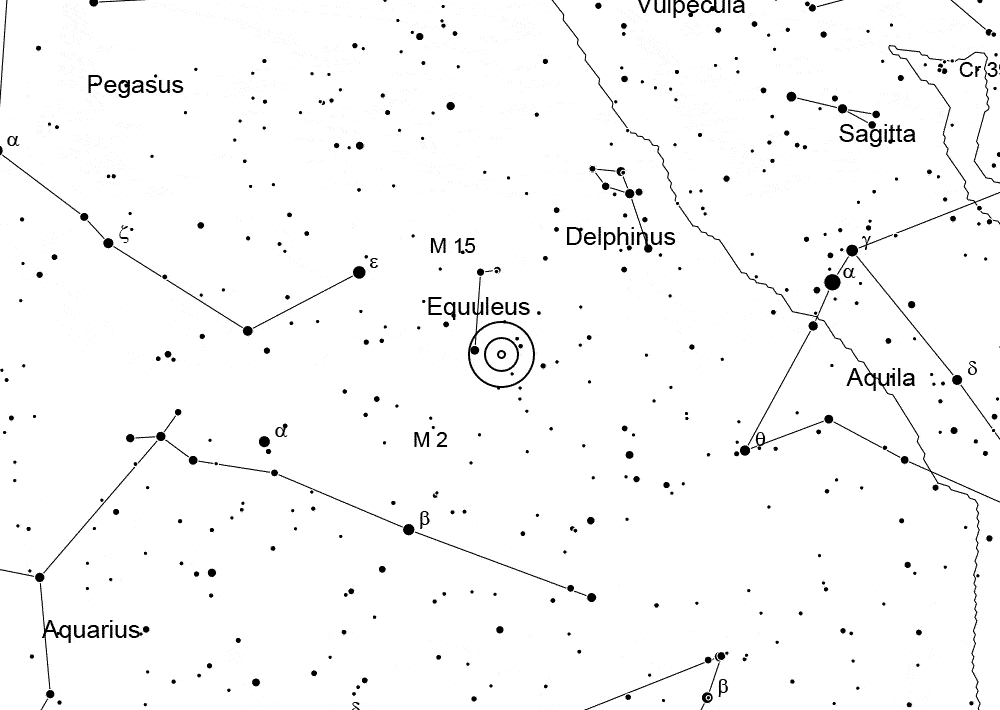 Vulpecula
Cr 39
Pegasus
Sagitta
α
ζ
Delphinus
γ
M 15
ε
α
Equuleus
Aquila
δ
α
M 2
θ
β
Aquarius
β
δ